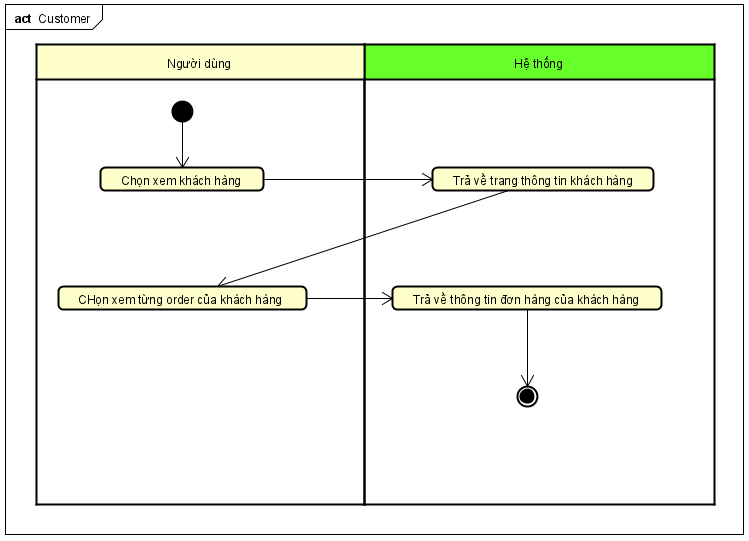 act Customer
Người dùng
Hệ thống
Chọn xem khách hàng
Trả về trang thông tin khách hàng
CHọn xem từng order của khách hàng
Trả về thông tin đơn hàng của khách hàng